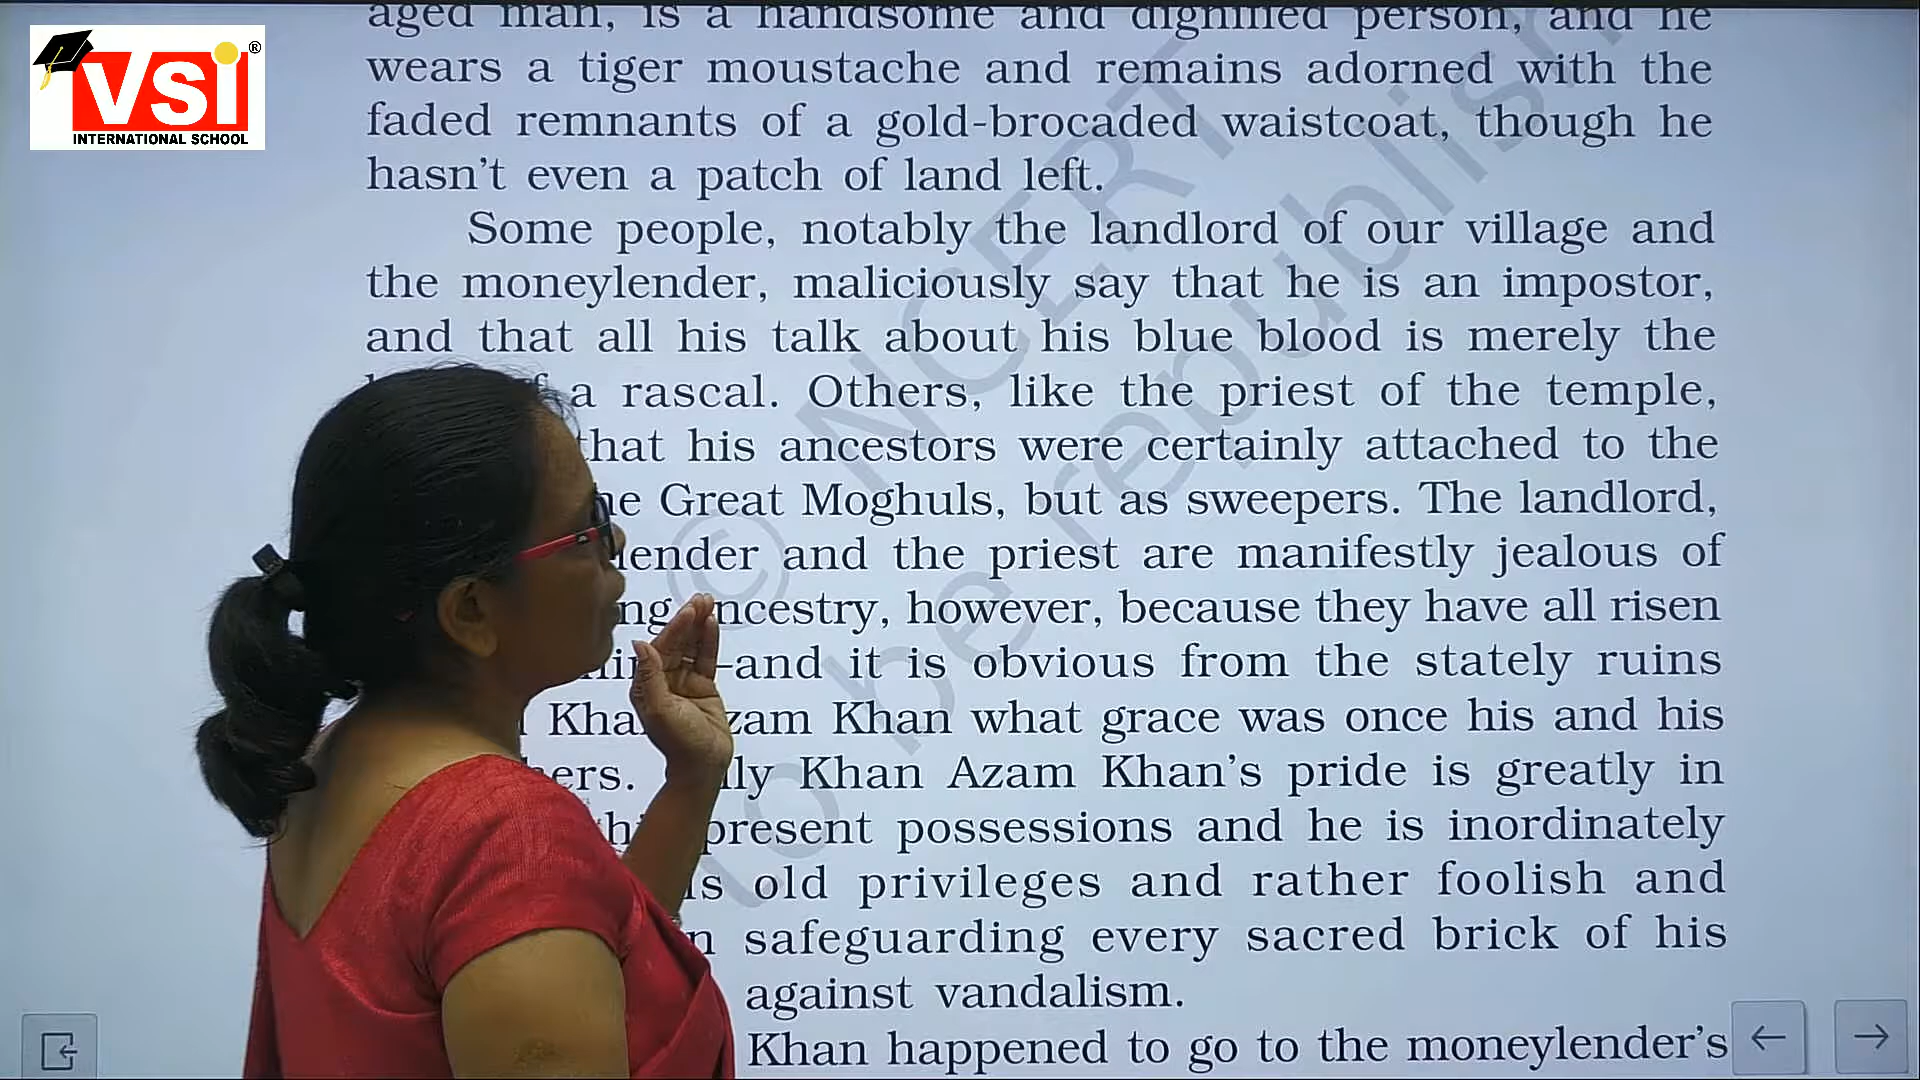 VSI ®
INTERNATIONAL SCHOOL
aged man, is a handsome and dignified person, and he
wears a tiger moustache and remains adorned with the
faded remnants of a gold-brocaded waistcoat, though he
hasn't even a patch of land left.
Some people, notably the landlord of our village and
the moneylender, maliciously say that he is an impostor,
and that all his talk about his blue blood is merely the
a rascal. Others, like the priest of the temple,
that his ancestors were certainly attached to the
Great Moghuls, but as sweepers. The landlord,
lender and the priest are manifestly jealous of
ancestry, however, because they have all risen
—and it is obvious from the stately ruins
Khan Azam Khan what grace was once his and his
Khan Azam Khan's pride is greatly in
present possessions and he is inordinately
old privileges and rather foolish and
safeguarding every sacred brick of his
against vandalism.
Khan happened to go to the moneylender's
© NCERT
to be republish